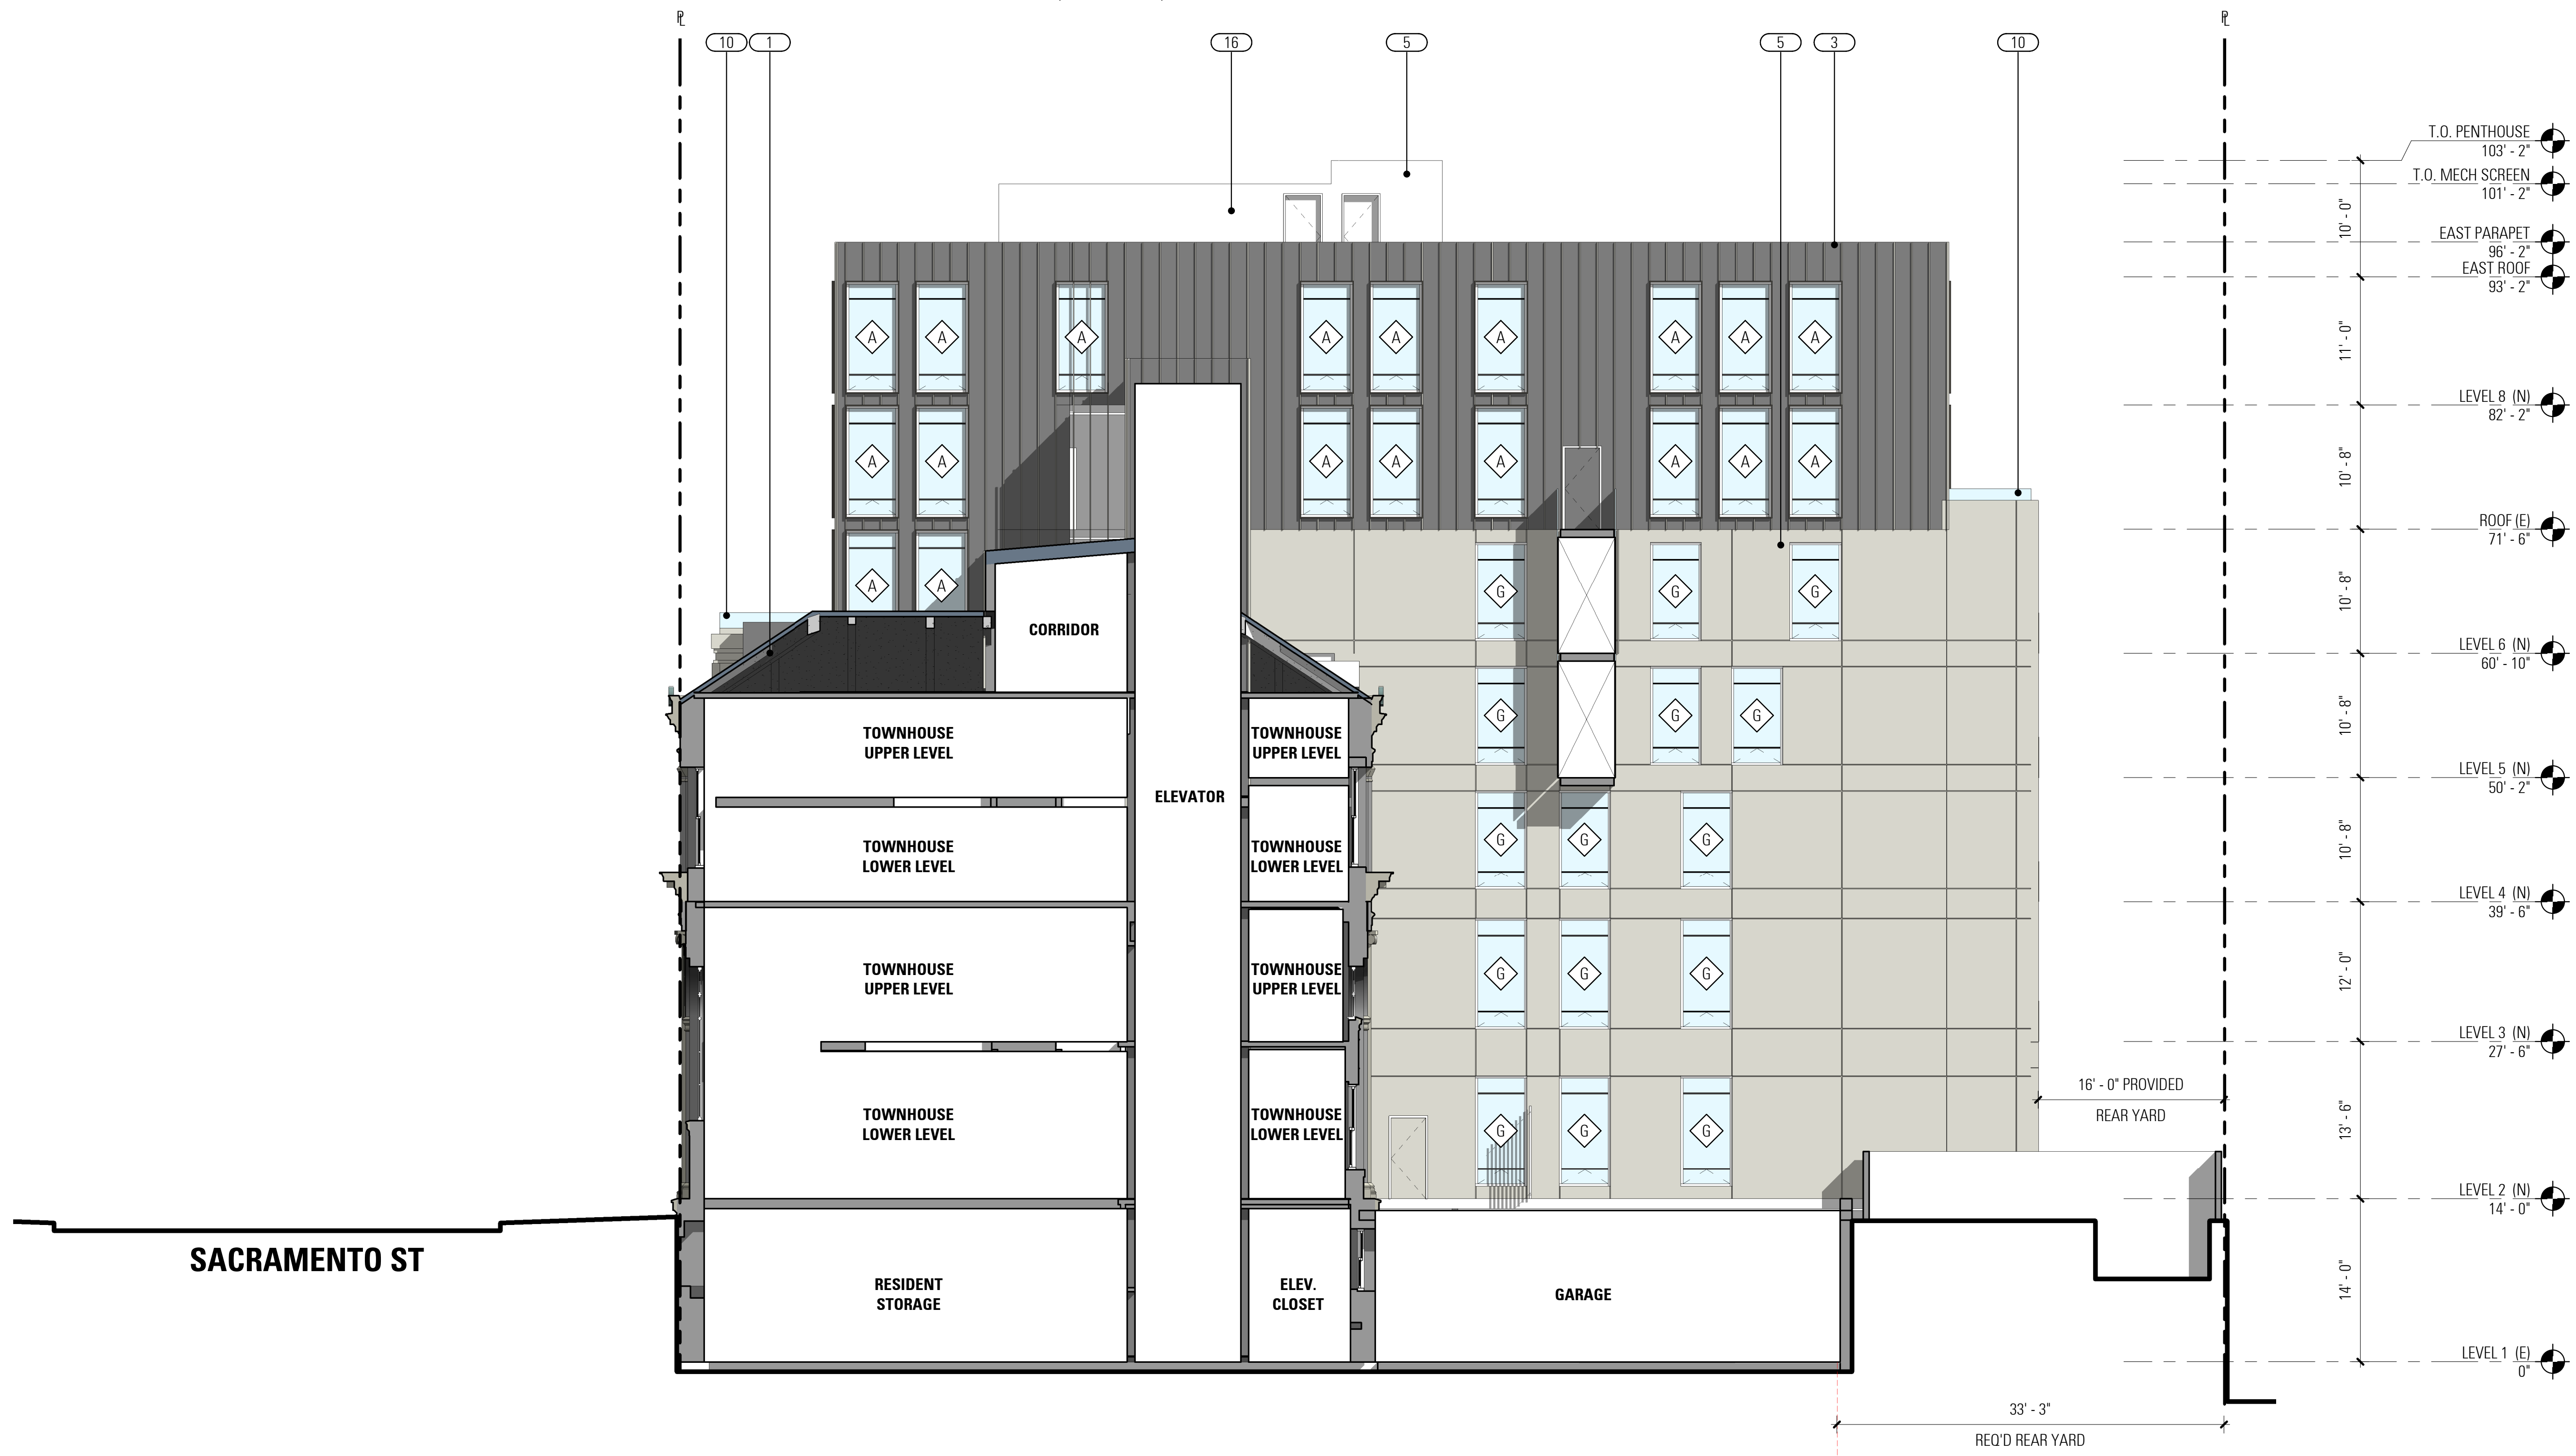 PL
PL
10
1
16
5
5
3
10
T.O. PENTHOUSE
103' - 2"
T.O. MECH SCREEN
101' - 2"
10' - 0"
EAST PARAPET
96' - 2"
EAST ROOF
93' - 2"
A
A
A
A
A
A
A
A
A
11' - 0"
LEVEL 8 (N)
82' - 2"
A
A
A
A
A
A
A
A
10' - 8"
ROOF (E)
71' - 6"
A
A
G
G
G
10' - 8"
CORRIDOR
LEVEL 6 (N)
60' - 10"
TOWNHOUSE
UPPER LEVEL
TOWNHOUSE
UPPER LEVEL
G
G
G
10' - 8"
LEVEL 5 (N)
50' - 2"
ELEVATOR
TOWNHOUSE
LOWER LEVEL
TOWNHOUSE
LOWER LEVEL
G
G
G
10' - 8"
LEVEL 4 (N)
39' - 6"
TOWNHOUSE
UPPER LEVEL
TOWNHOUSE
UPPER LEVEL
G
G
G
12' - 0"
LEVEL 3 (N)
27' - 6"
16' - 0" PROVIDED
REAR YARD
TOWNHOUSE
LOWER LEVEL
TOWNHOUSE
LOWER LEVEL
G
G
G
13' - 6"
LEVEL 2 (N)
14' - 0"
SACRAMENTO ST
RESIDENT
STORAGE
ELEV.
CLOSET
GARAGE
14' - 0"
LEVEL 1 (E)
0"
33' - 3"
REQ'D REAR YARD